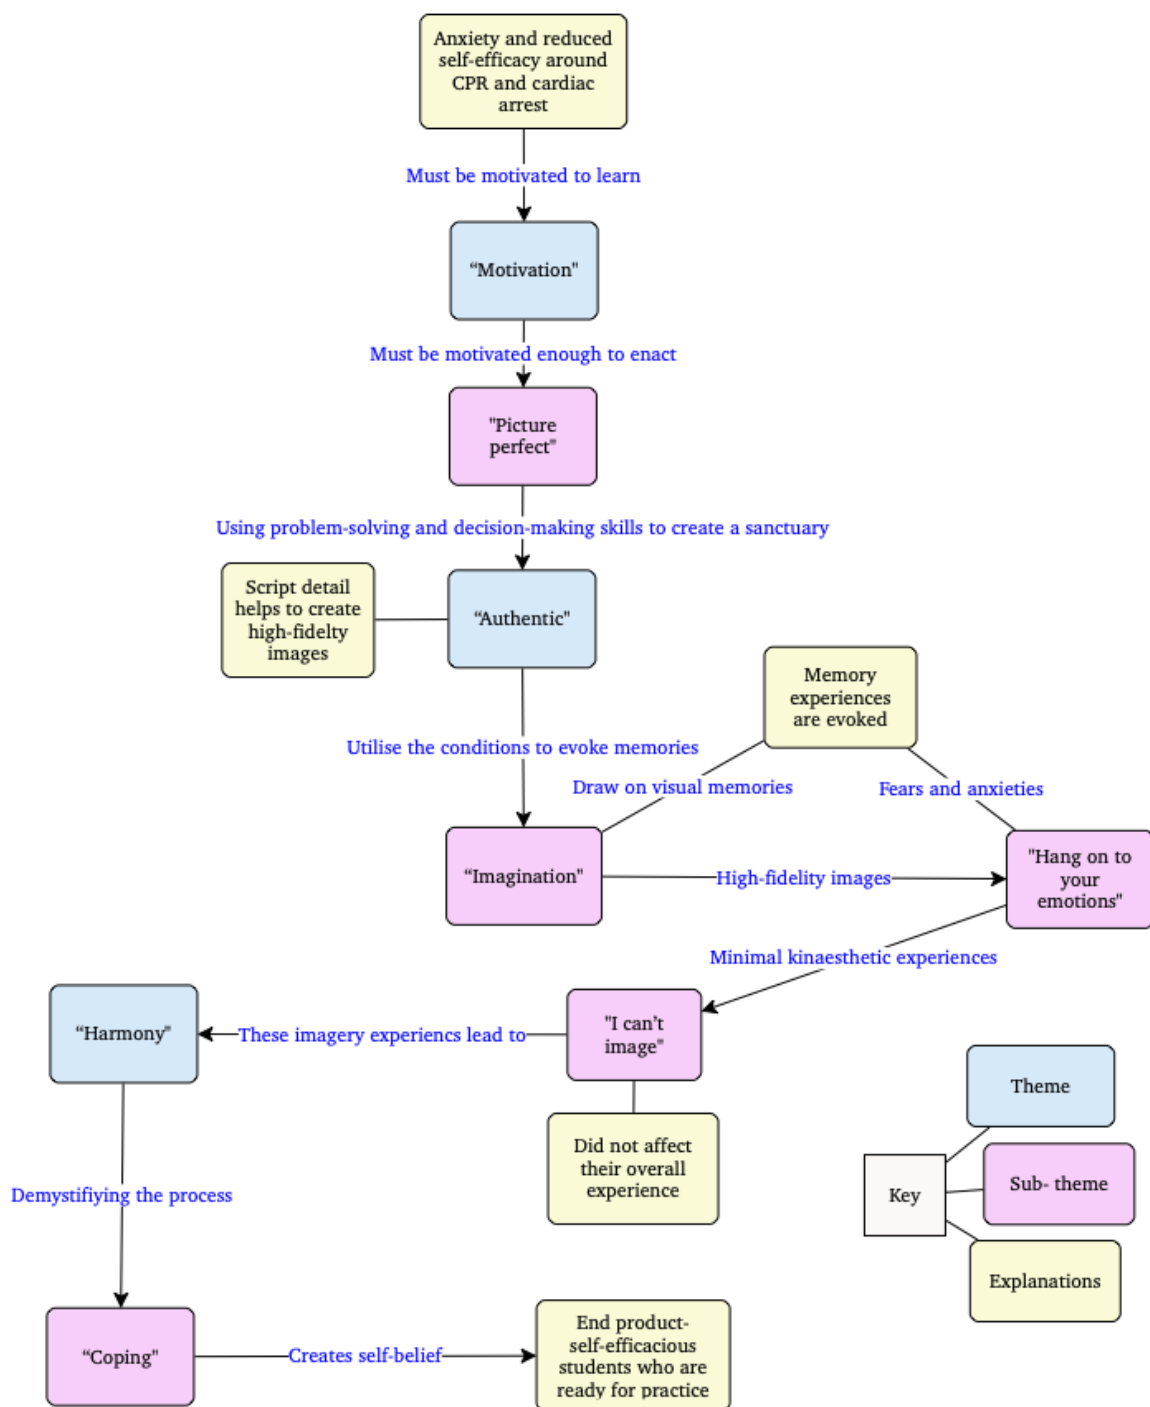 Anxiety and reduced
self-efficacy around
CPR and cardiac
arrest
Must be motivated to learn
“Motivation"
Must be motivated enough to enact
"Picture
perfect"
Using problem-solving and decision-making skills to create a sanctuary
Script detail
helps to create
high-fidelty
images
“Authentic"
Memory
experiences
are evoked
Utilise the conditions to evoke memories
Draw on visual memories
Fears and anxieties
“Imagination"
High-fidelity images
"Hang on to
your
emotions"
Minimal kinaesthetic experiences
“Harmony"
These imagery experiencs lead to
"I can’t
image"
Did not affect
their overall
experience
Demystifiying the process
“Coping"
Creates self-belief
End product-
self-efficacious
students who are
ready for practice
Key
Theme
Sub- theme
Explanations